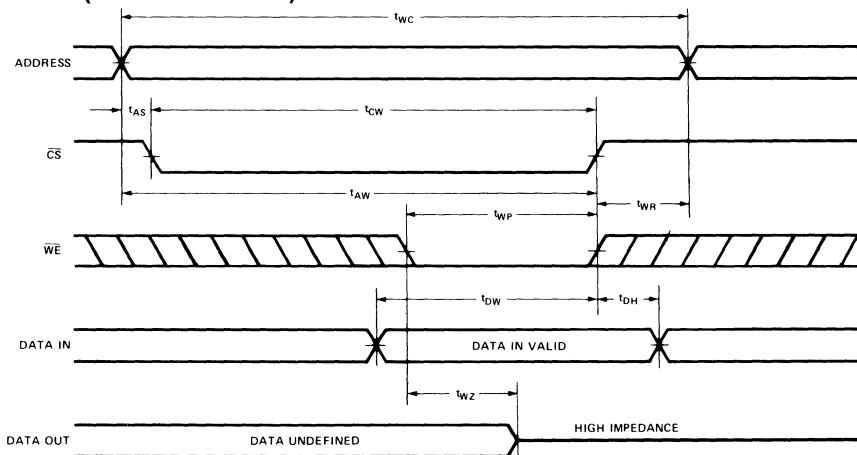 tWC
ADDRESS
tAS
tCW
CS
tAW
tWP
tWR
WE
tDW
tDH
DATA IN
DATA IN VALID
tWZ
HIGH IMPEDANCE
DATA OUT
DATA UNDEFINED